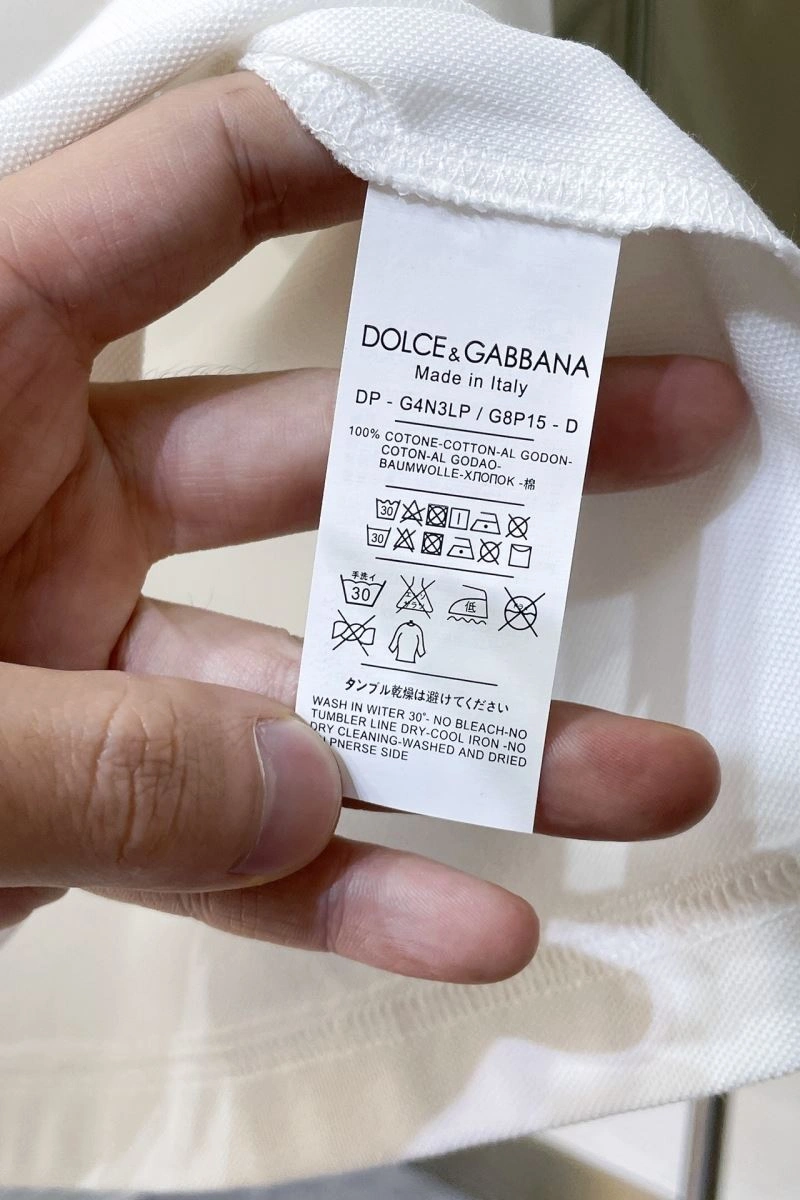 DOLCE&GABBANA
Made in Italy
DP - G4N3LP / G8P15 - D
100% COTONE-COTTON-AL GODON-
COTON-AL GODAO-
BAUMWOLLE-ХЛОПОК -棉
30
30
手洗イ
30
低
タンブル乾燥は避けてください
WASH IN WITER 30°- NO BLEACH-NO
TUMBLER LINE DRY-COOL IRON -NO
DRY CLEANING-WASHED AND DRIED
PNERSE SIDE